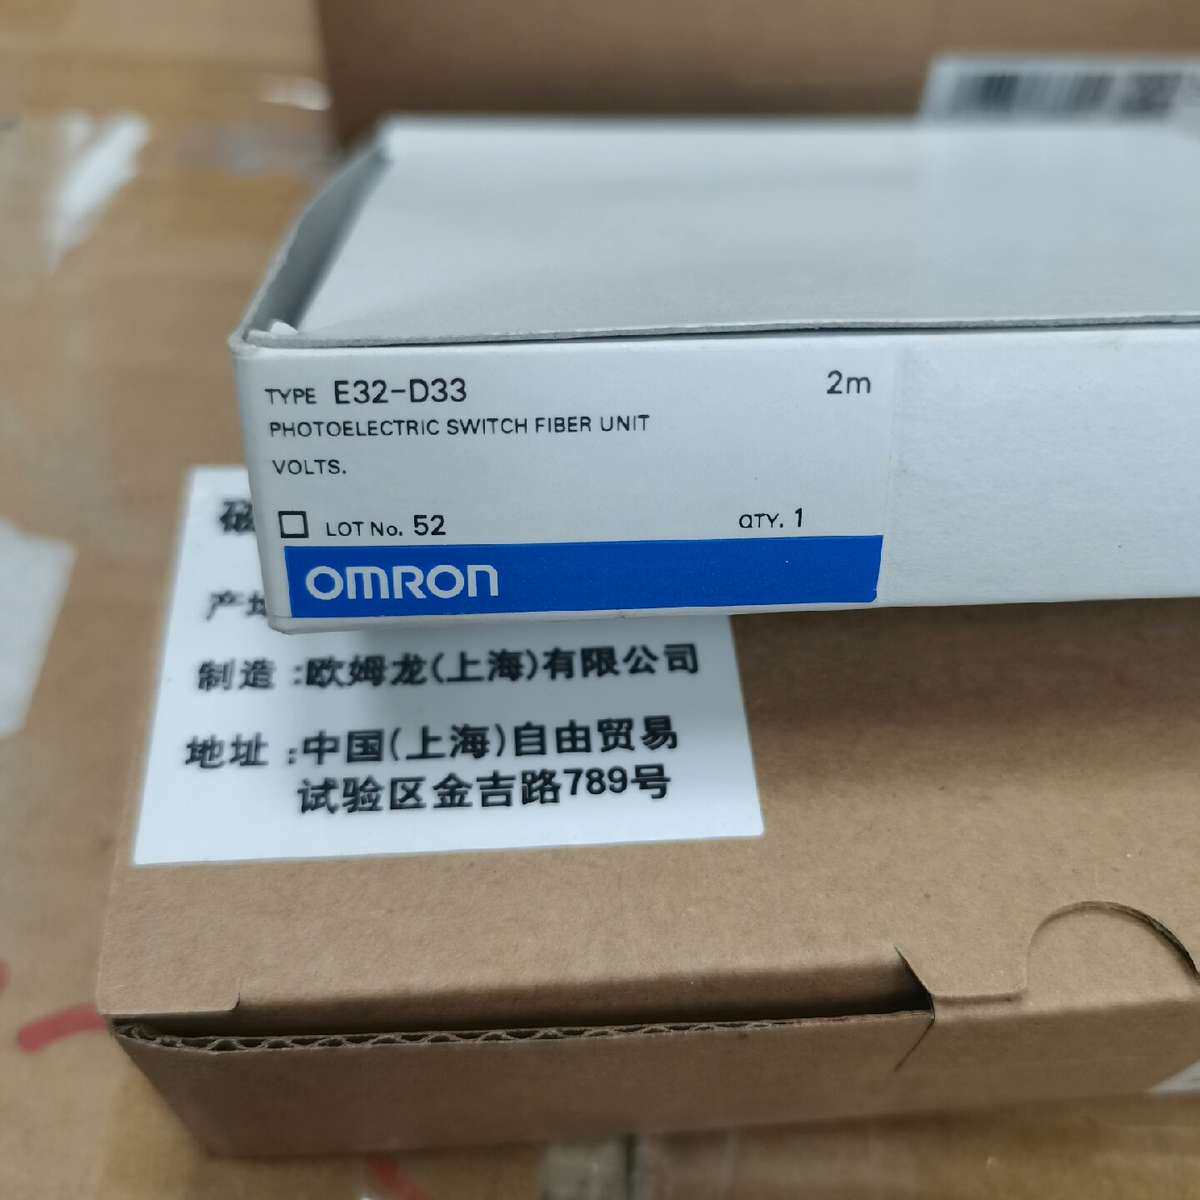 TYPE E32-D33 2m
PHOTOELECTRIC SWITCH FIBER UNIT
VOLTS.
LOT No. 52 QTY. 1
OMRON
产地
制造:欧姆龙(上海)有限公司
地址:中国(上海)自由贸易
试验区金吉路789号